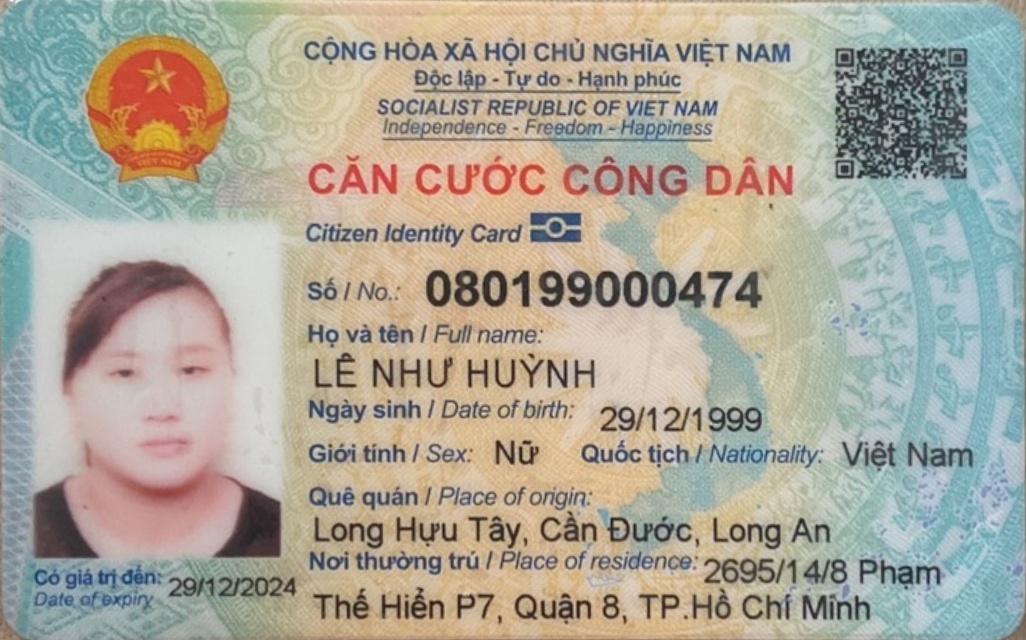 CỘNG HÒA XÃ HỘI CHỦ NGHĨA VIỆT NAM
Độc lập - Tự do - Hạnh phúc
SOCIALIST REPUBLIC OF VIET NAM
Independence - Freedom - Happiness
CĂN CƯỚC CÔNG DÂN
Citizen Identity Card
Số / No.: 080199000474
Họ và tên / Full name:
LÊ NHƯ HUỲNH
Ngày sinh / Date of birth: 29/12/1999
Giới tính / Sex: Nữ Quốc tịch / Nationality: Việt Nam
Quê quán / Place of origin:
Long Hựu Tây, Cần Đước, Long An
Nơi thường trú / Place of residence: 2695/14/8 Phạm
Thế Hiển P7, Quận 8, TP.Hồ Chí Minh
Có giá trị đến: 29/12/2024
Date of expiry
VIỆT NAM